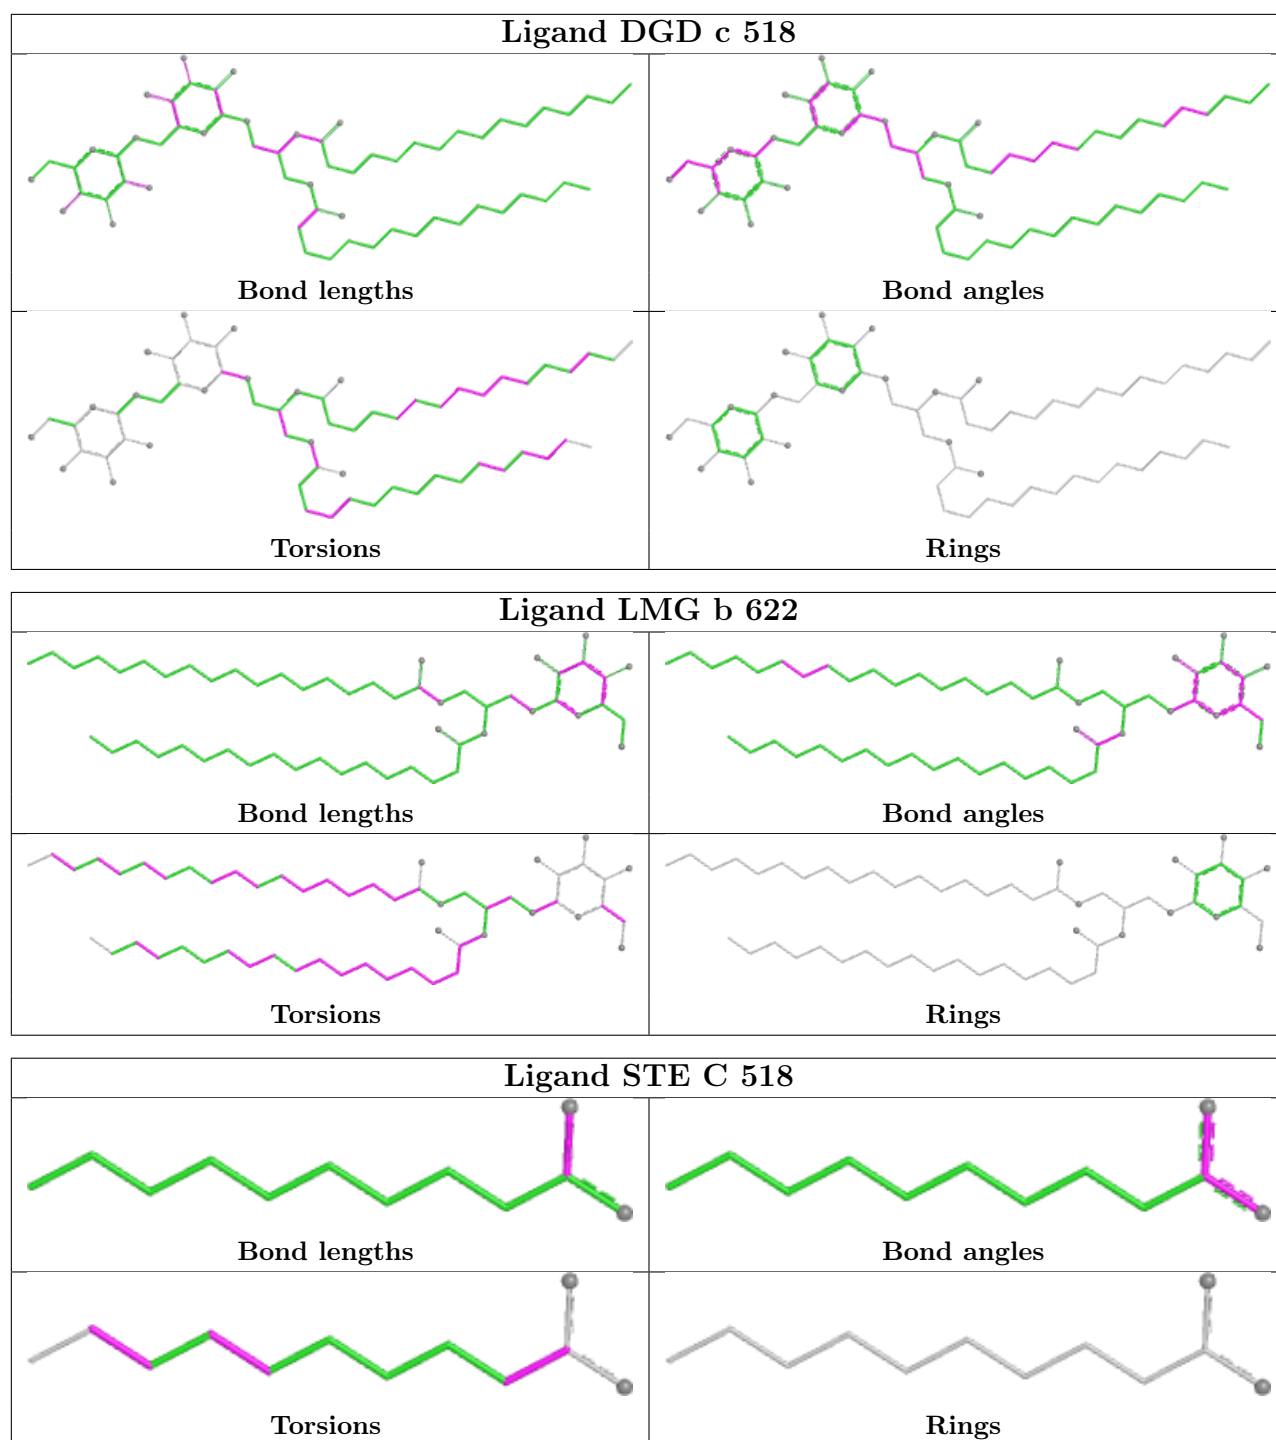 Ligand DGD c 518
Bond lengths
Bond angles
Torsions
Rings
Ligand LMG b 622
Bond lengths
Bond angles
Torsions
Rings
Ligand STE C 518
Bond lengths
Bond angles
Torsions
Rings